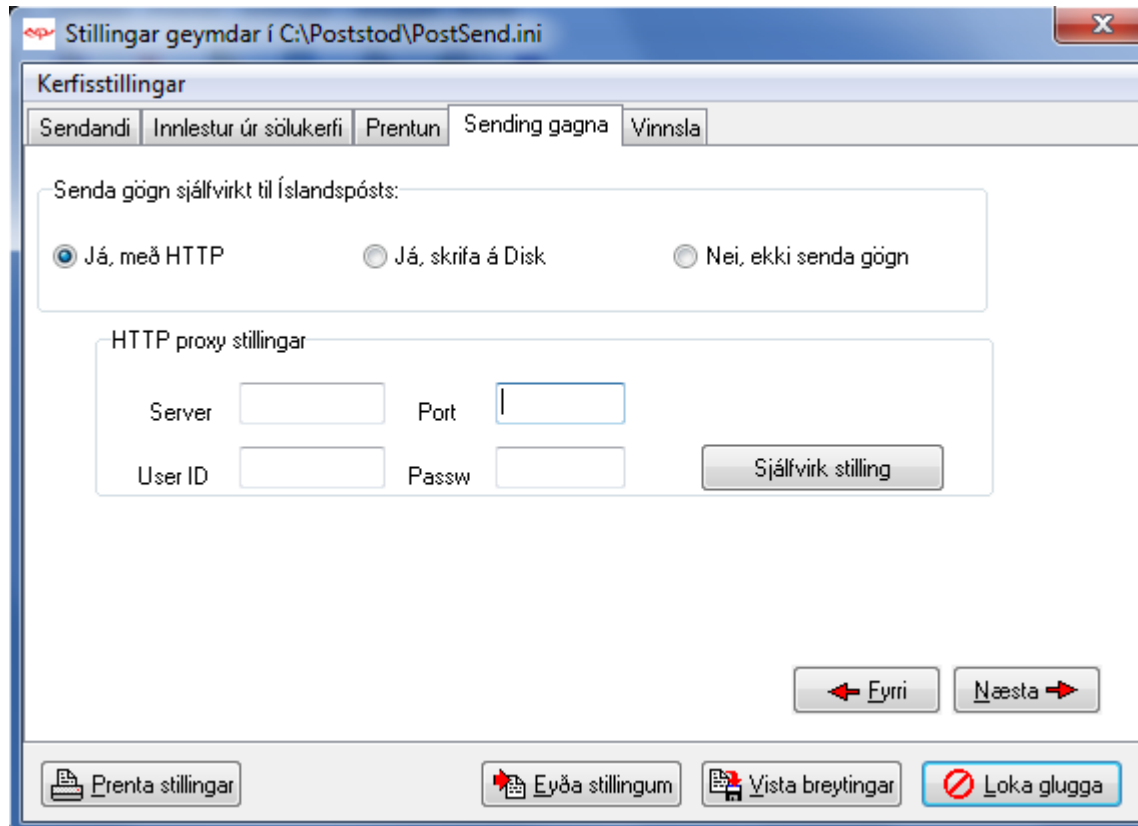 Stillingar geymdar í C:\Poststod\PostSend.ini
Kerfisstillingar
Sendandi Innlestur úr sölukerfi Prentun Sending gagna Vinnsla
Senda gögn sjálfvirkt til Íslandspósts:
Já, með HTTP Já, skrifa á Disk Nei, ekki senda gögn
HTTP proxy stillingar
Server Port
User ID Passw Sjálfvirk stilling
Fyrri Næsta
Prenta stillingar Eyða stillingum Vista breytingar Loka glugga